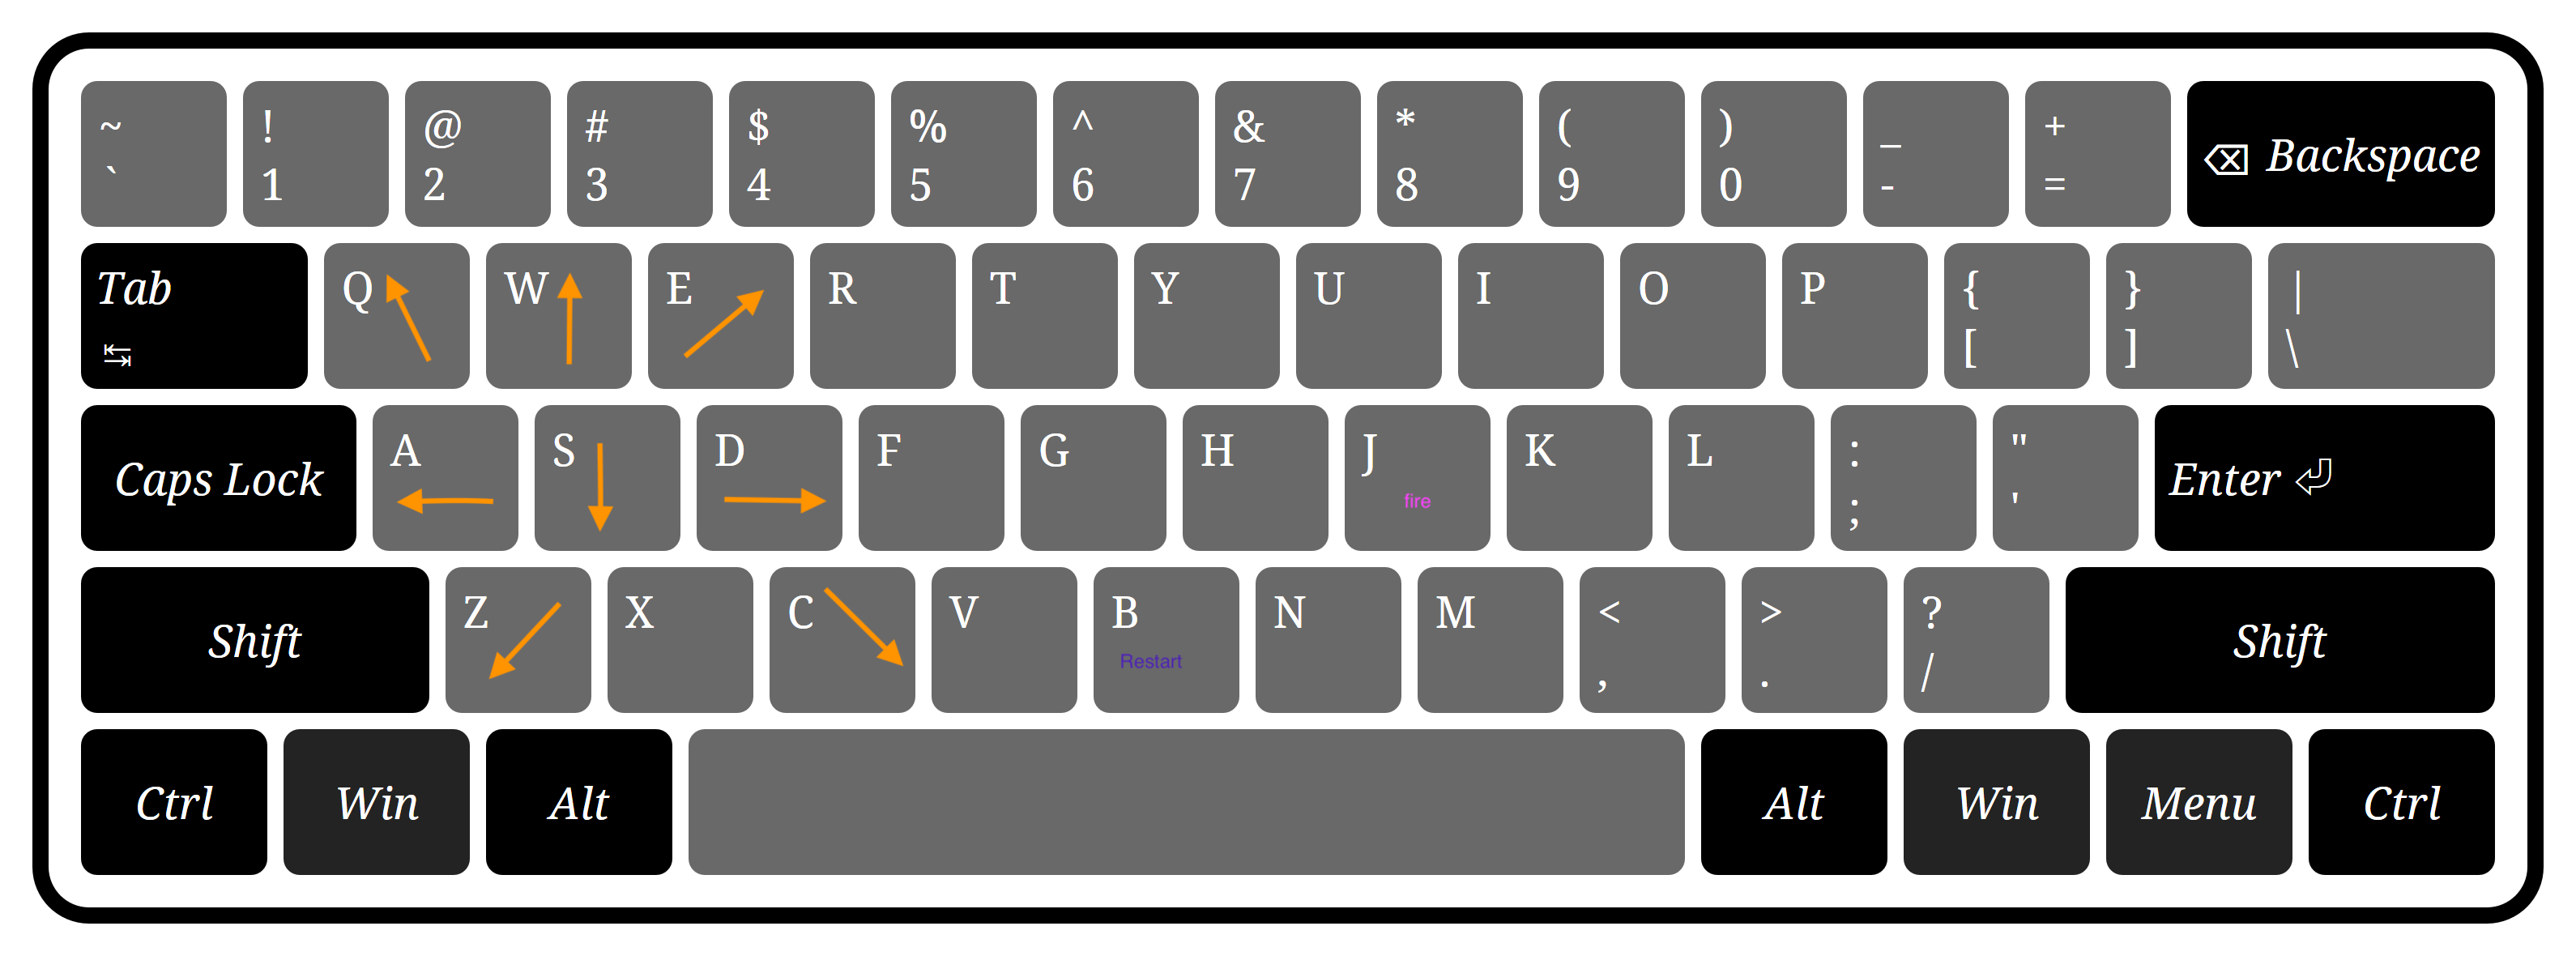 ~ ! @ # $ % ^ & * ( ) _ +
` 1 2 3 4 5 6 7 8 9 0 - = ⌫ Backspace
Tab Q W E R T Y U I O P { } |
↹ [ ] \
Caps Lock A S D F G H J K L : " Enter ⏎
fire ; '
Shift Z X C V B N M < > ? Shift
Restart , . /
Ctrl Win Alt Alt Win Menu Ctrl